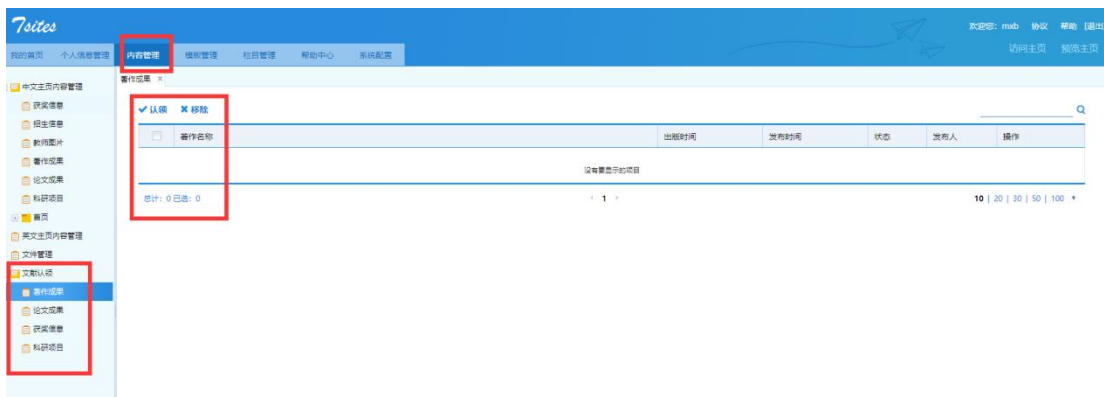 Tsites
欢迎您: mxb 协议 帮助 [退出
我的首页 个人信息管理 内容管理 模板管理 栏目管理 帮助中心 系统配置 访问主页 预览主页
中文主页内容管理
获奖信息
招生信息
教师图片
著作成果
论文成果
科研项目
首页
英文主页内容管理
文件管理
文献认领
著作成果
论文成果
获奖信息
科研项目
著作成果 ×
认领 移除
著作名称 出版时间 发布时间 状态 发布人 操作
没有要显示的项目
总计: 0 已选: 0 1 10 | 20 | 30 | 50 | 100